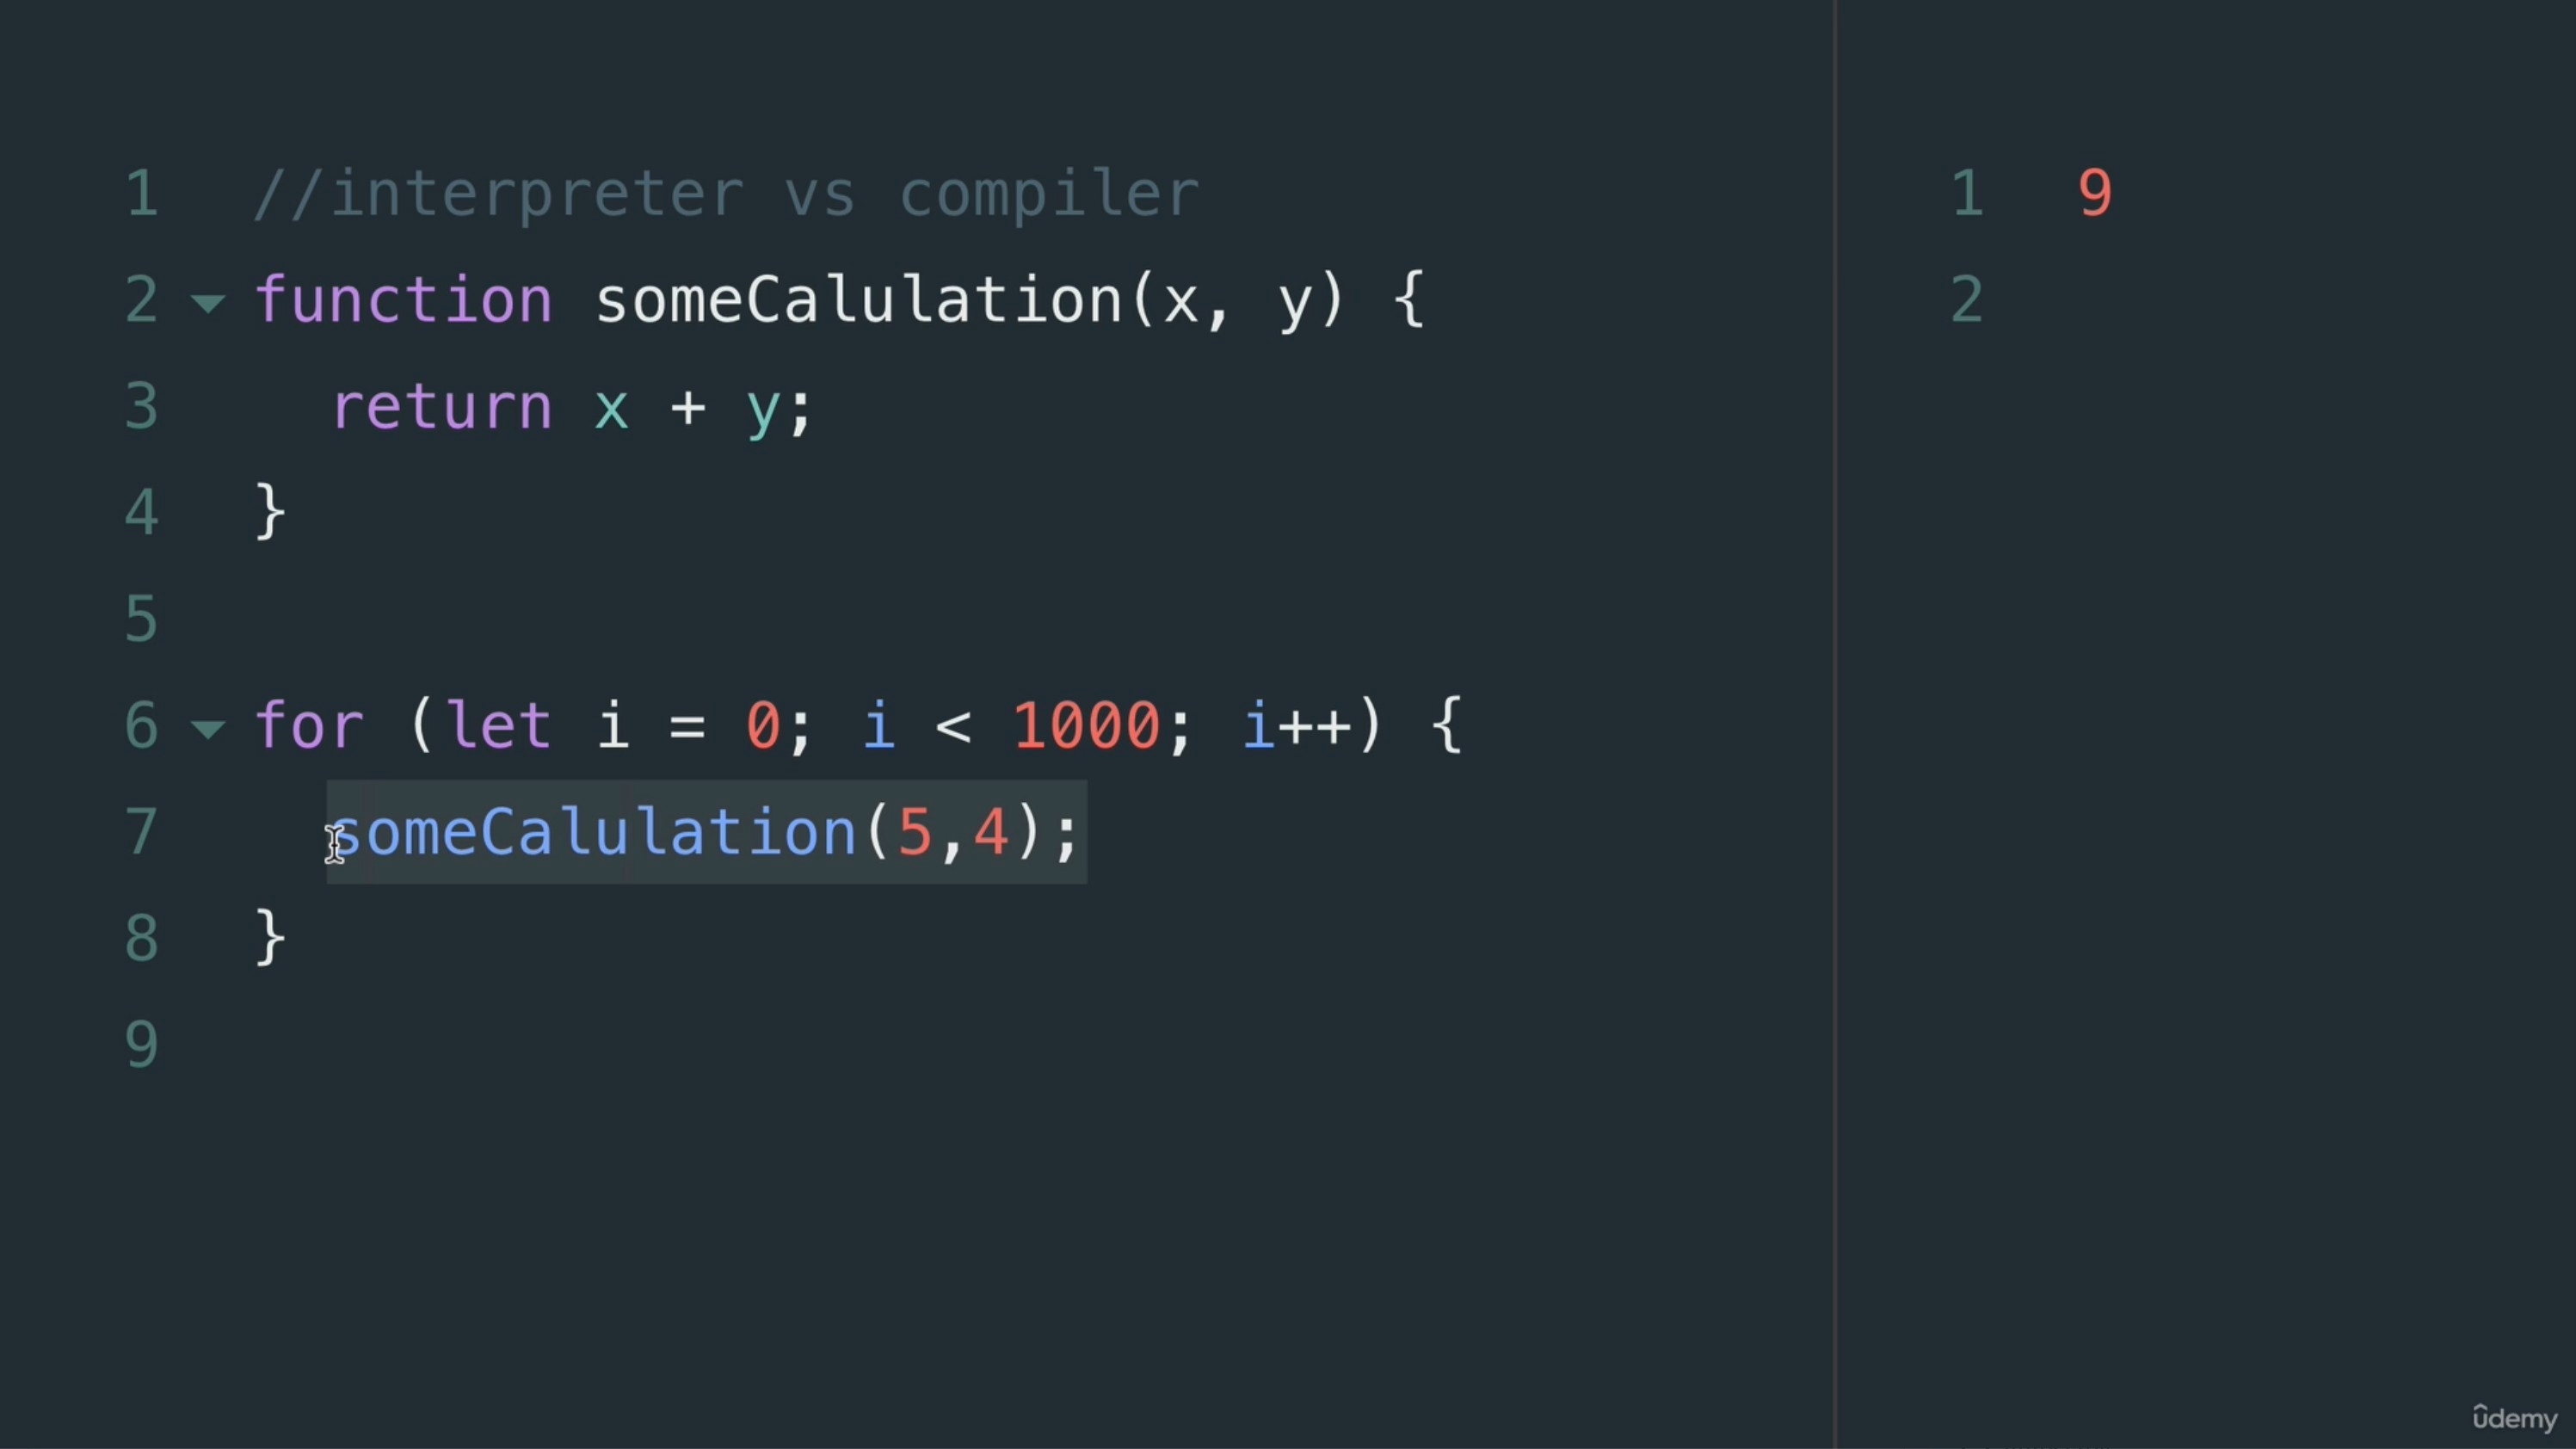 1 //interpreter vs compiler
2 function someCalulation(x, y) {
3 return x + y;
4 }
5
6 for (let i = 0; i < 1000; i++) {
7 someCalulation(5,4);
8 }
9
1 9
2
ûdemy